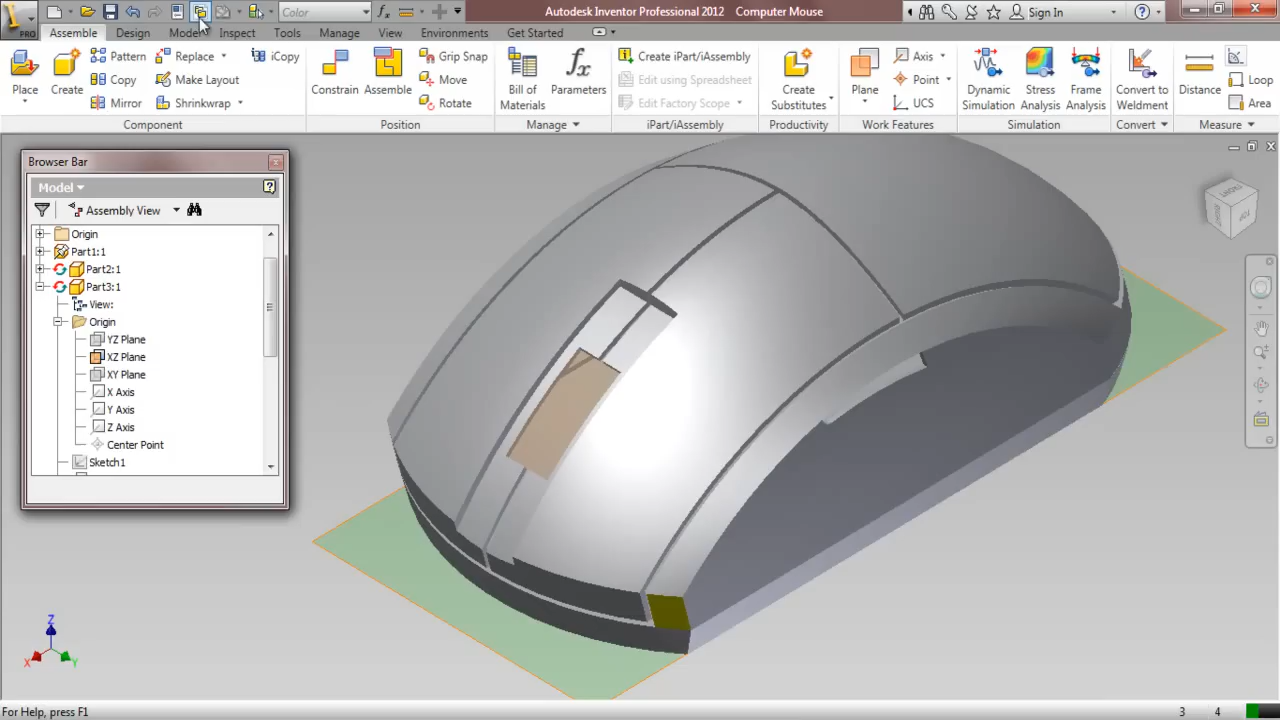 Color
Autodesk Inventor Professional 2012 Computer Mouse
Sign In
PRO
Assemble Design Model Inspect Tools Manage View Environments Get Started
Place
Create
Pattern
Copy
Mirror
Replace
Make Layout
Shrinkwrap
iCopy
Component
Constrain
Assemble
Grip Snap
Move
Rotate
Position
Bill of
Materials
Parameters
Manage
Create iPart/iAssembly
Edit using Spreadsheet
Edit Factory Scope
iPart/iAssembly
Create
Substitutes
Productivity
Plane
Axis
Point
UCS
Work Features
Dynamic
Simulation
Stress
Analysis
Frame
Analysis
Simulation
Convert to
Weldment
Convert
Distance
Loop
Area
Measure
Browser Bar
Model
Assembly View
Origin
Part1:1
Part2:1
Part3:1
View:
Origin
YZ Plane
XZ Plane
XY Plane
X Axis
Y Axis
Z Axis
Center Point
Sketch1
Z
X
Y
For Help, press F1
3 4